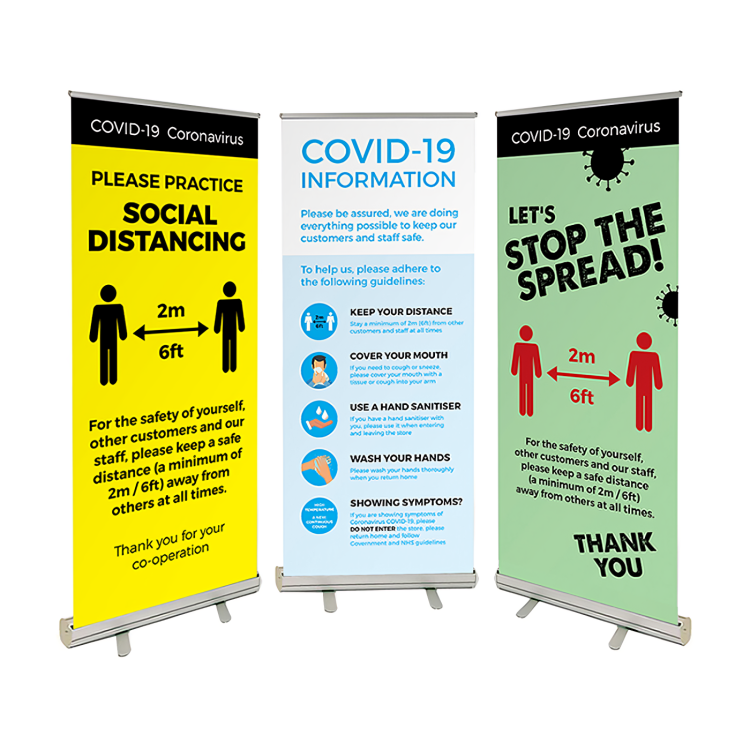 COVID-19 Coronavirus
PLEASE PRACTICE
SOCIAL
DISTANCING
2m
6ft
For the safety of yourself,
other customers and our
staff, please keep a safe
distance (a minimum of
2m / 6ft) away from
others at all times.
Thank you for your
co-operation
COVID-19
INFORMATION
Please be assured, we are doing
everything possible to keep our
customers and staff safe.
To help us, please adhere to
the following guidelines:
2m
6ft
KEEP YOUR DISTANCE
Stay a minimum of 2m (6ft) from other
customers and staff at all times
COVER YOUR MOUTH
If you need to cough or sneeze,
please cover your mouth with a
tissue or cough into your arm
USE A HAND SANITISER
If you have a hand sanitiser with
you, please use it when entering
and leaving the store
WASH YOUR HANDS
Please wash your hands thoroughly
when you return home
HIGH
TEMPERATURE
A NEW
CONTINUOUS
COUGH
SHOWING SYMPTOMS?
If you are showing symptoms of
Coronavirus COVID-19, please
DO NOT ENTER the store, please
return home and follow
Government and NHS guidelines
COVID-19 Coronavirus
LET'S
STOP THE
SPREAD!
2m
6ft
For the safety of yourself,
other customers and our staff,
please keep a safe distance
(a minimum of 2m / 6ft)
away from others at all times.
THANK
YOU